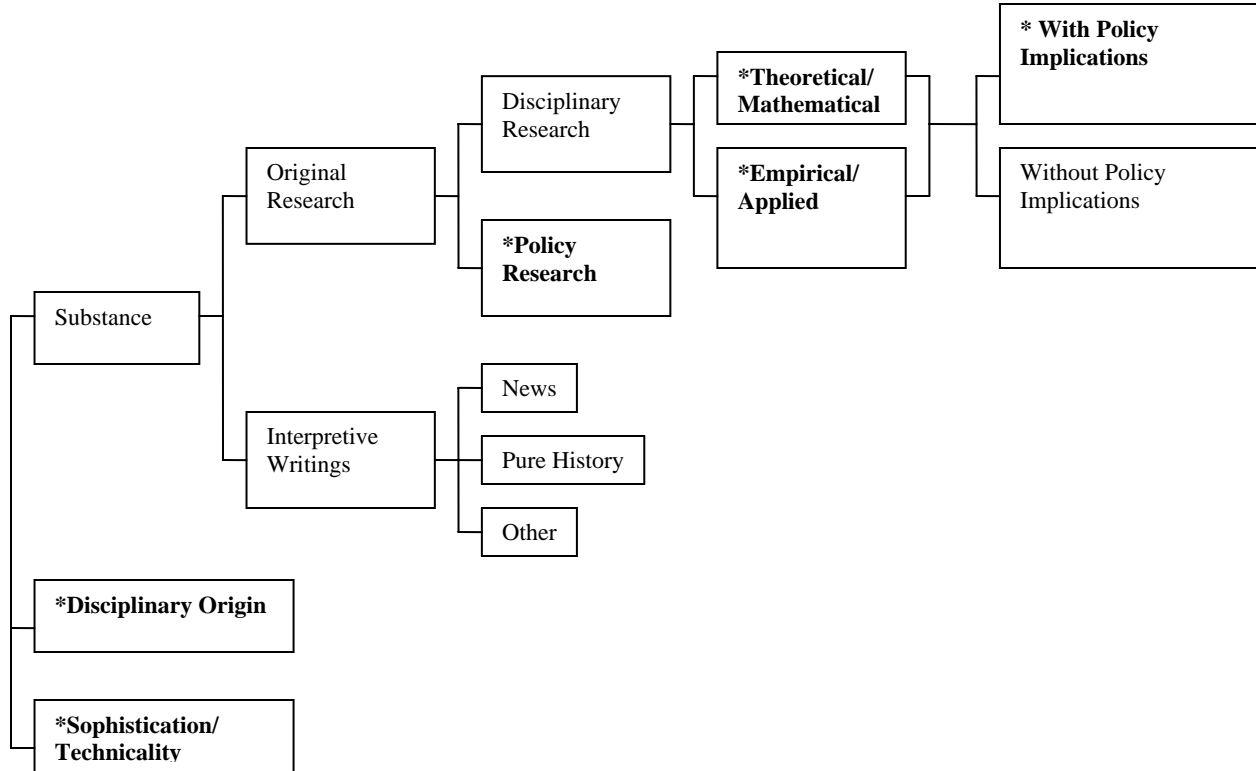 * With Policy
Implications
*Theoretical/
Mathematical
Disciplinary
Research
Original
Research
*Empirical/
Applied
Without Policy
Implications
*Policy
Research
Substance
News
Interpretive
Writings
Pure History
Other
*Disciplinary Origin
*Sophistication/
Technicality